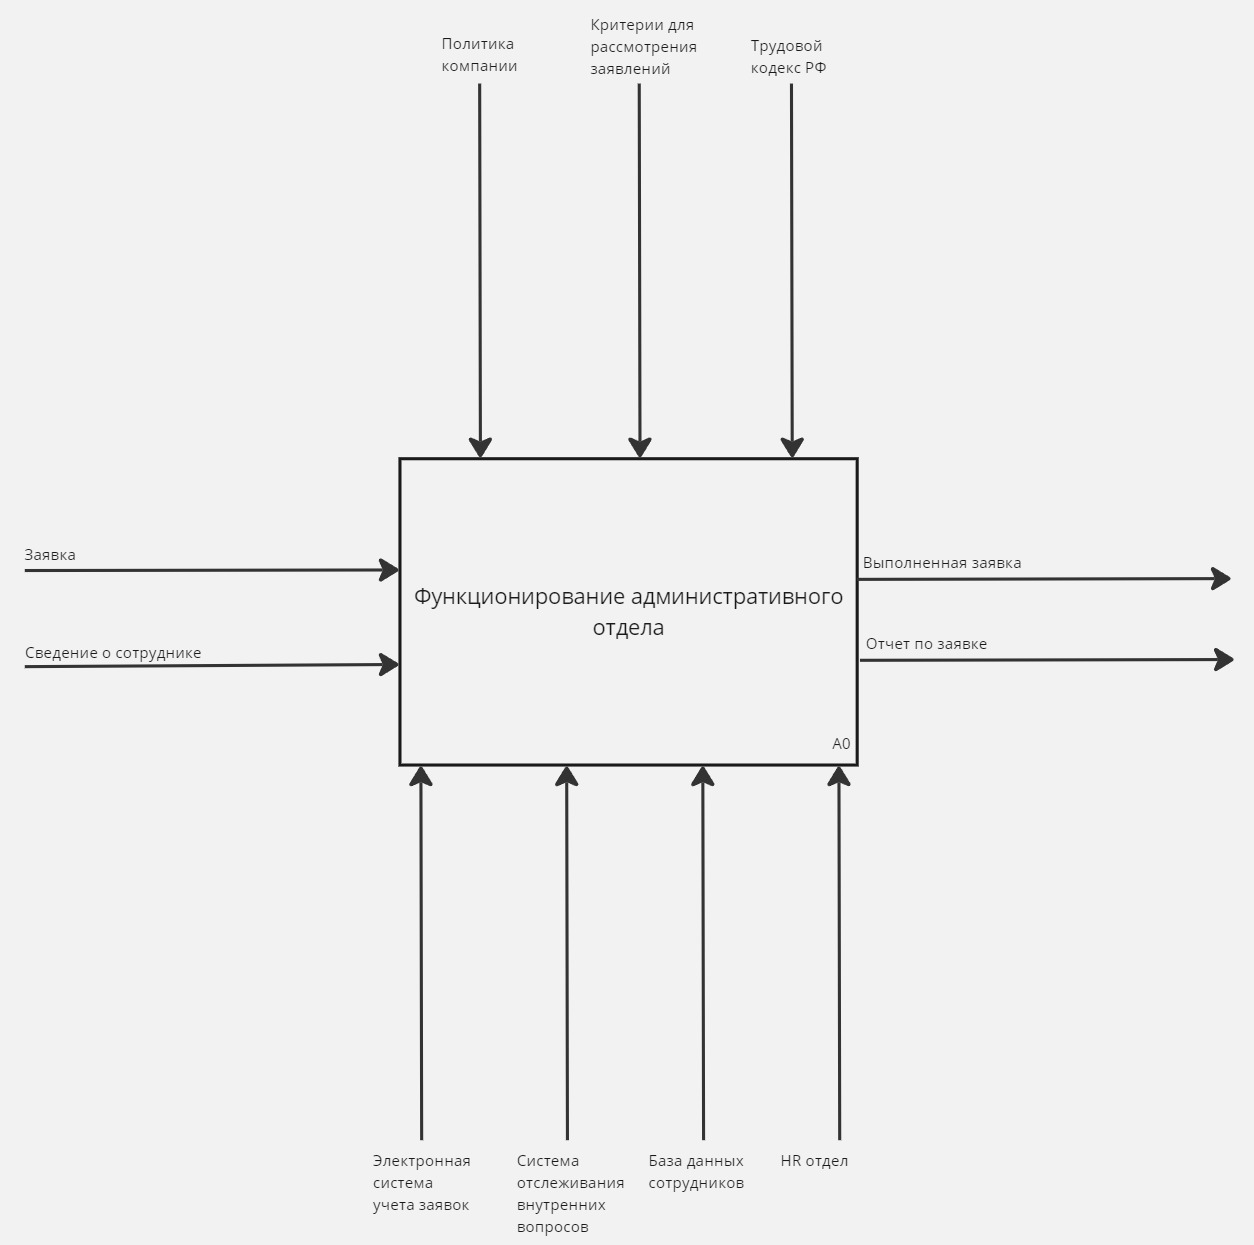 Политика
компании
Критерии для
рассмотрения
заявлений
Трудовой
кодекс РФ
Заявка
Сведение о сотруднике
Функционирование административного
отдела
A0
Выполненная заявка
Отчет по заявке
Электронная
система
учета заявок
Система
отслеживания
внутренних
вопросов
База данных
сотрудников
HR отдел